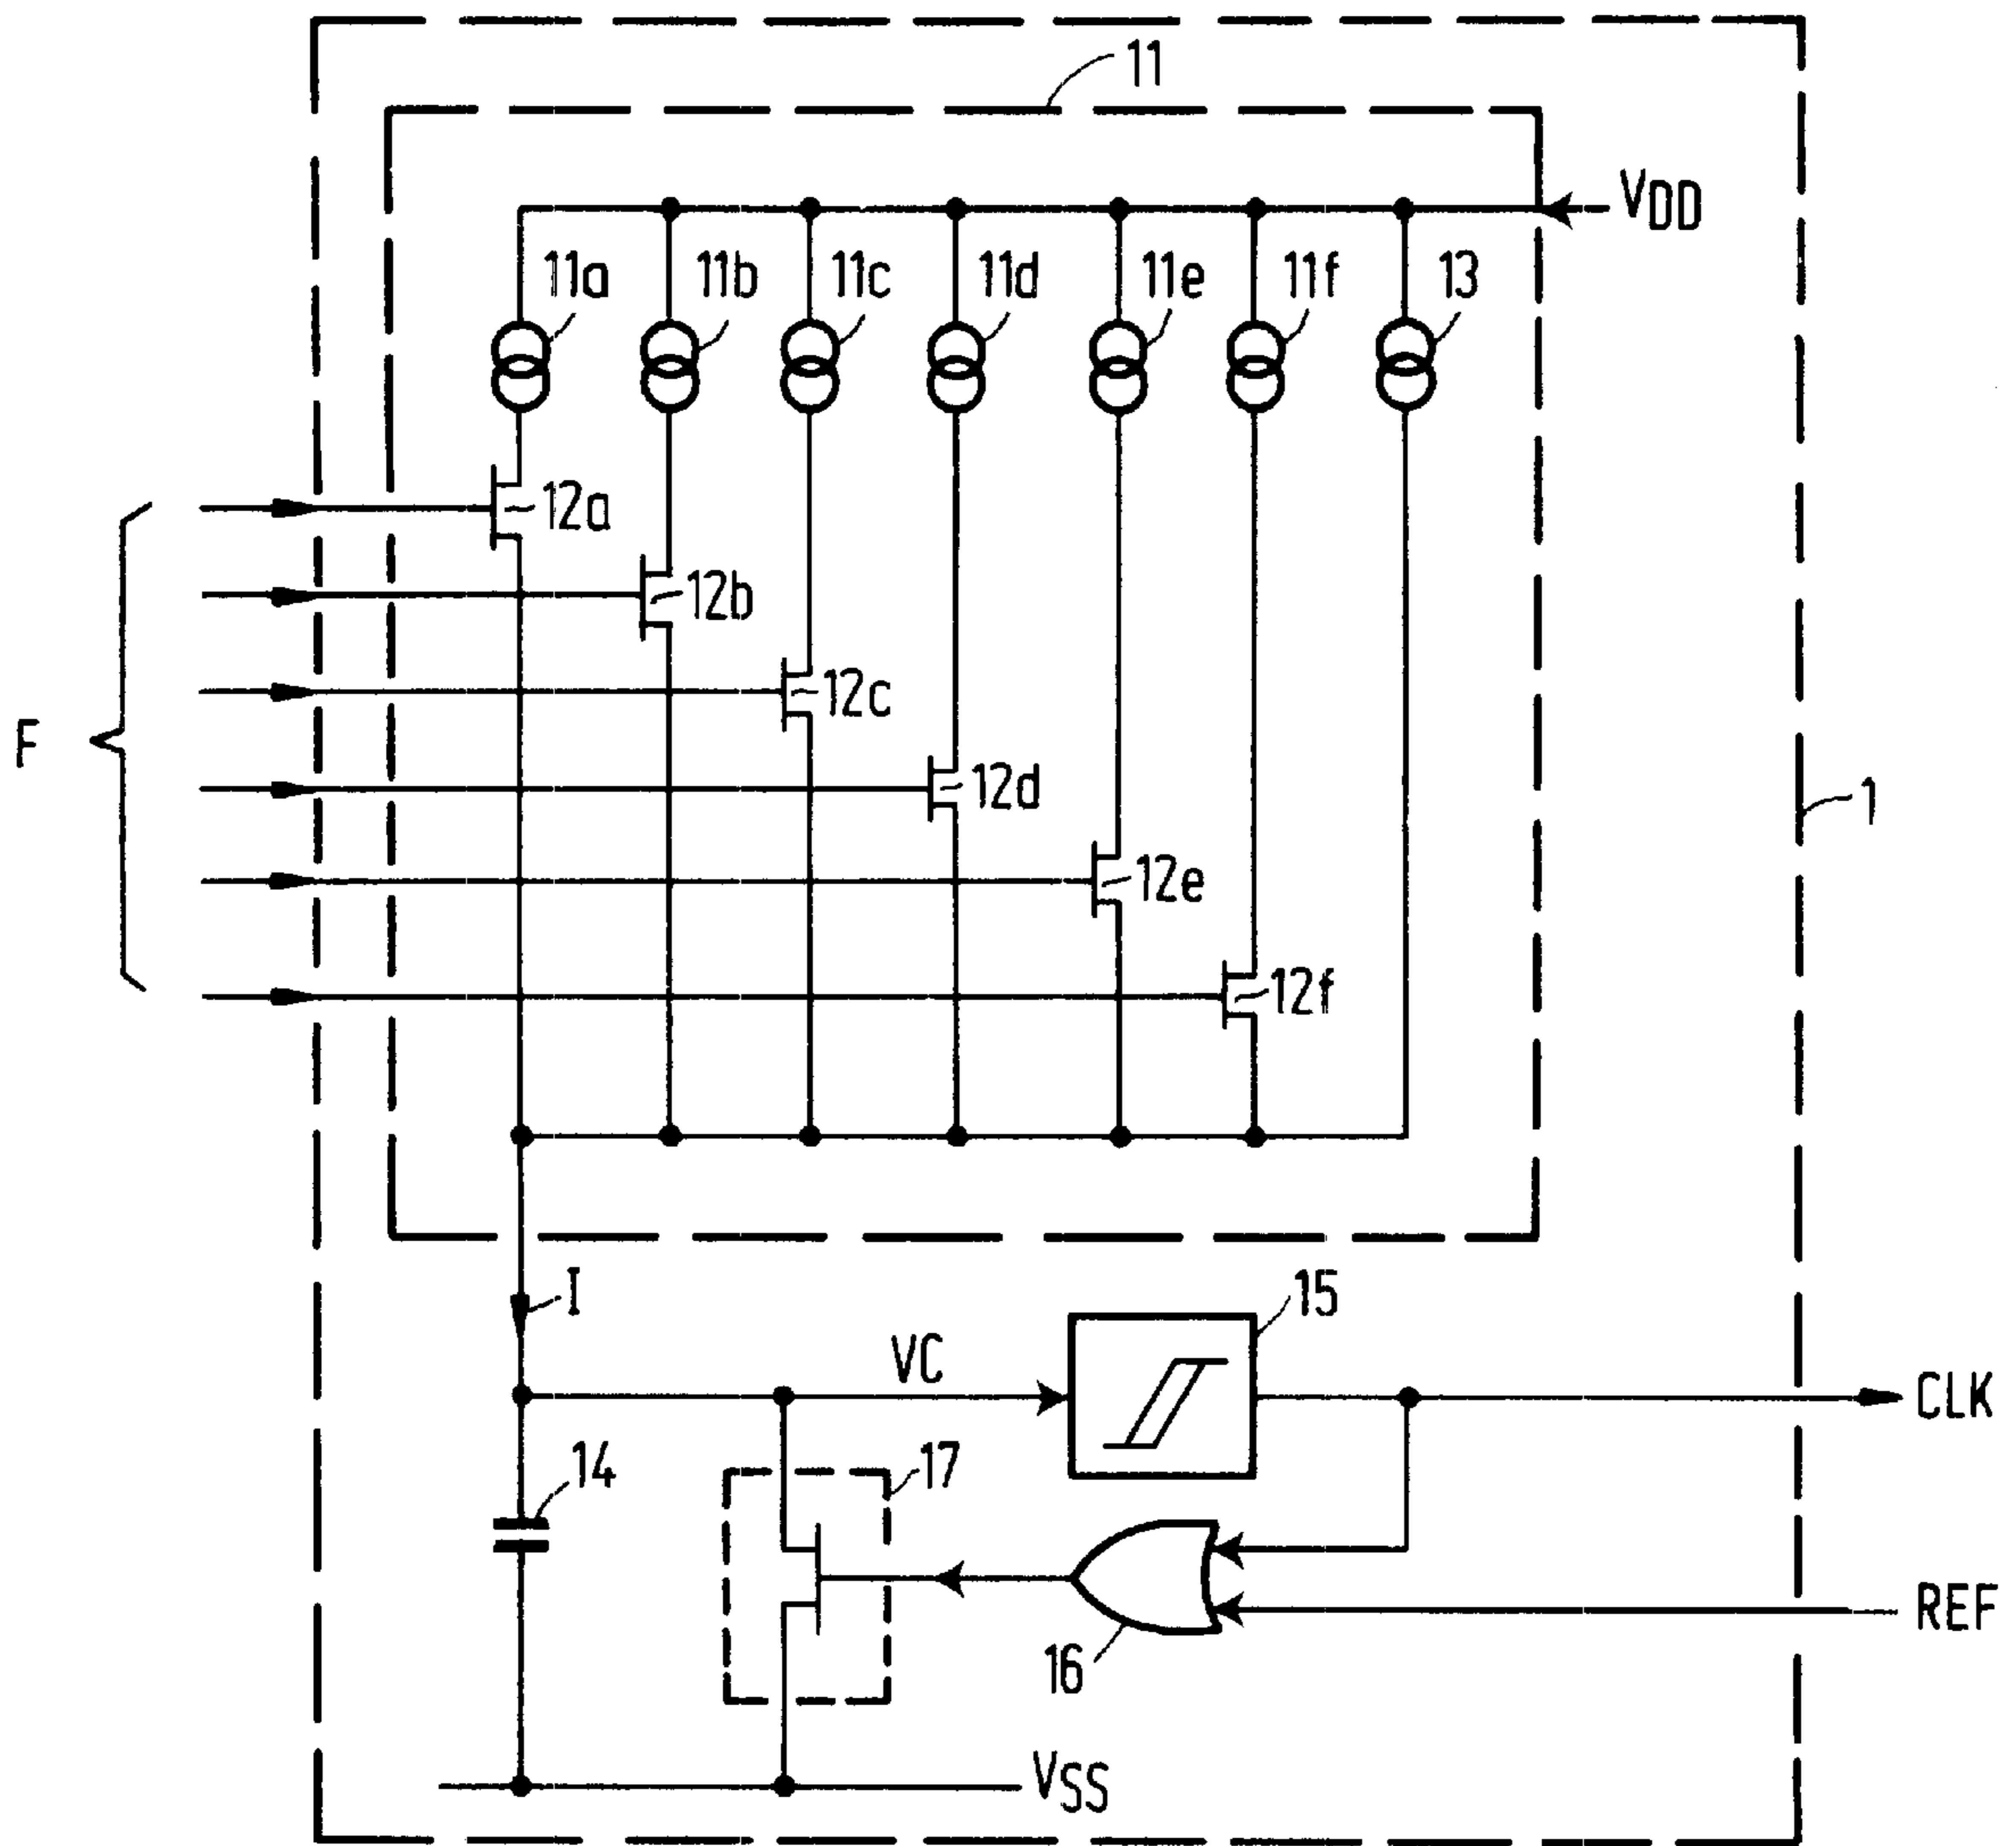 11
VDD
11a 11b 11c 11d 11e 11f 13
12a
12b
12c
F
12d
1
12e
12f
I
15
VC
CLK
14
17
REF
16
VSS